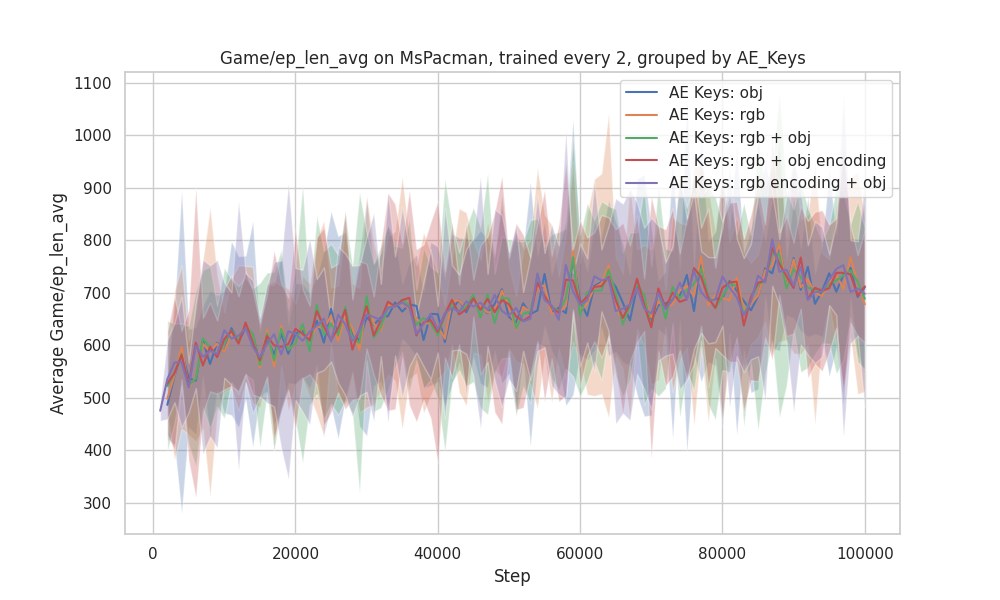 Game/ep_len_avg on MsPacman, trained every 2, grouped by AE_Keys
1100
1000
900
800
700
600
500
400
300
Average Game/ep_len_avg
AE Keys: obj
AE Keys: rgb
AE Keys: rgb + obj
AE Keys: rgb + obj encoding
AE Keys: rgb encoding + obj
0 20000 40000 60000 80000 100000
Step